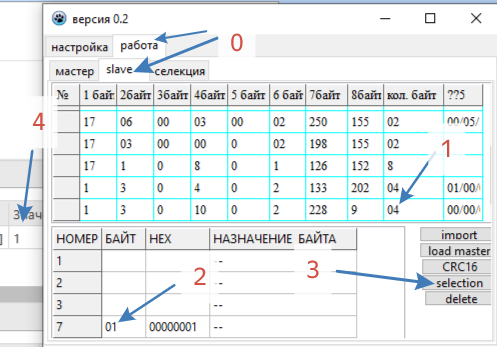 версия 0.2
настройка работа
0
мастер slave селекция
№ 1 байт 2байт 3байт 4байт 5 байт 6 байт 7байт 8байт кол. байт ??5
17 06 00 03 00 02 250 155 02 00/05/
17 03 00 00 0 02 198 155 02
17 1 0 8 0 1 126 152 8
1 3 0 4 0 2 133 202 04 01/00/
1 3 0 10 0 2 228 9 04 00/00/
1
4
Значе
1
НОМЕР БАЙТ HEX НАЗНАЧЕНИЕ БАЙТА
1 --
2 --
3 --
7 01 00000001 --
2
3
import
load master
CRC16
selection
delete